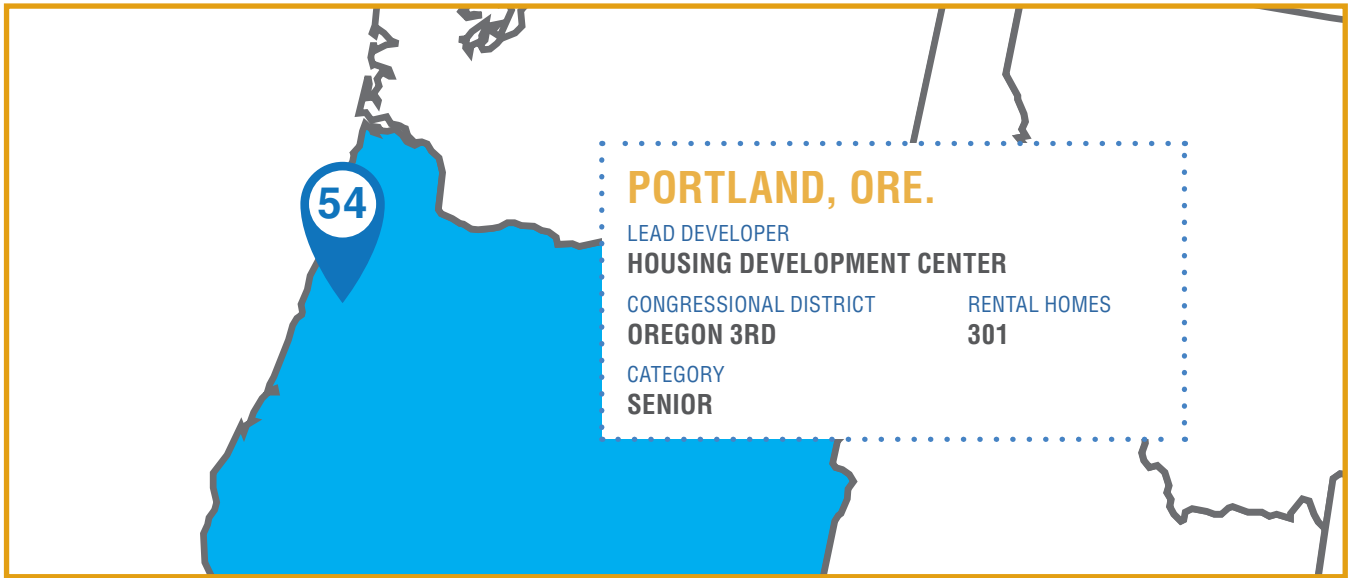 54
PORTLAND, ORE.
LEAD DEVELOPER
HOUSING DEVELOPMENT CENTER
CONGRESSIONAL DISTRICT
OREGON 3RD
RENTAL HOMES
301
CATEGORY
SENIOR